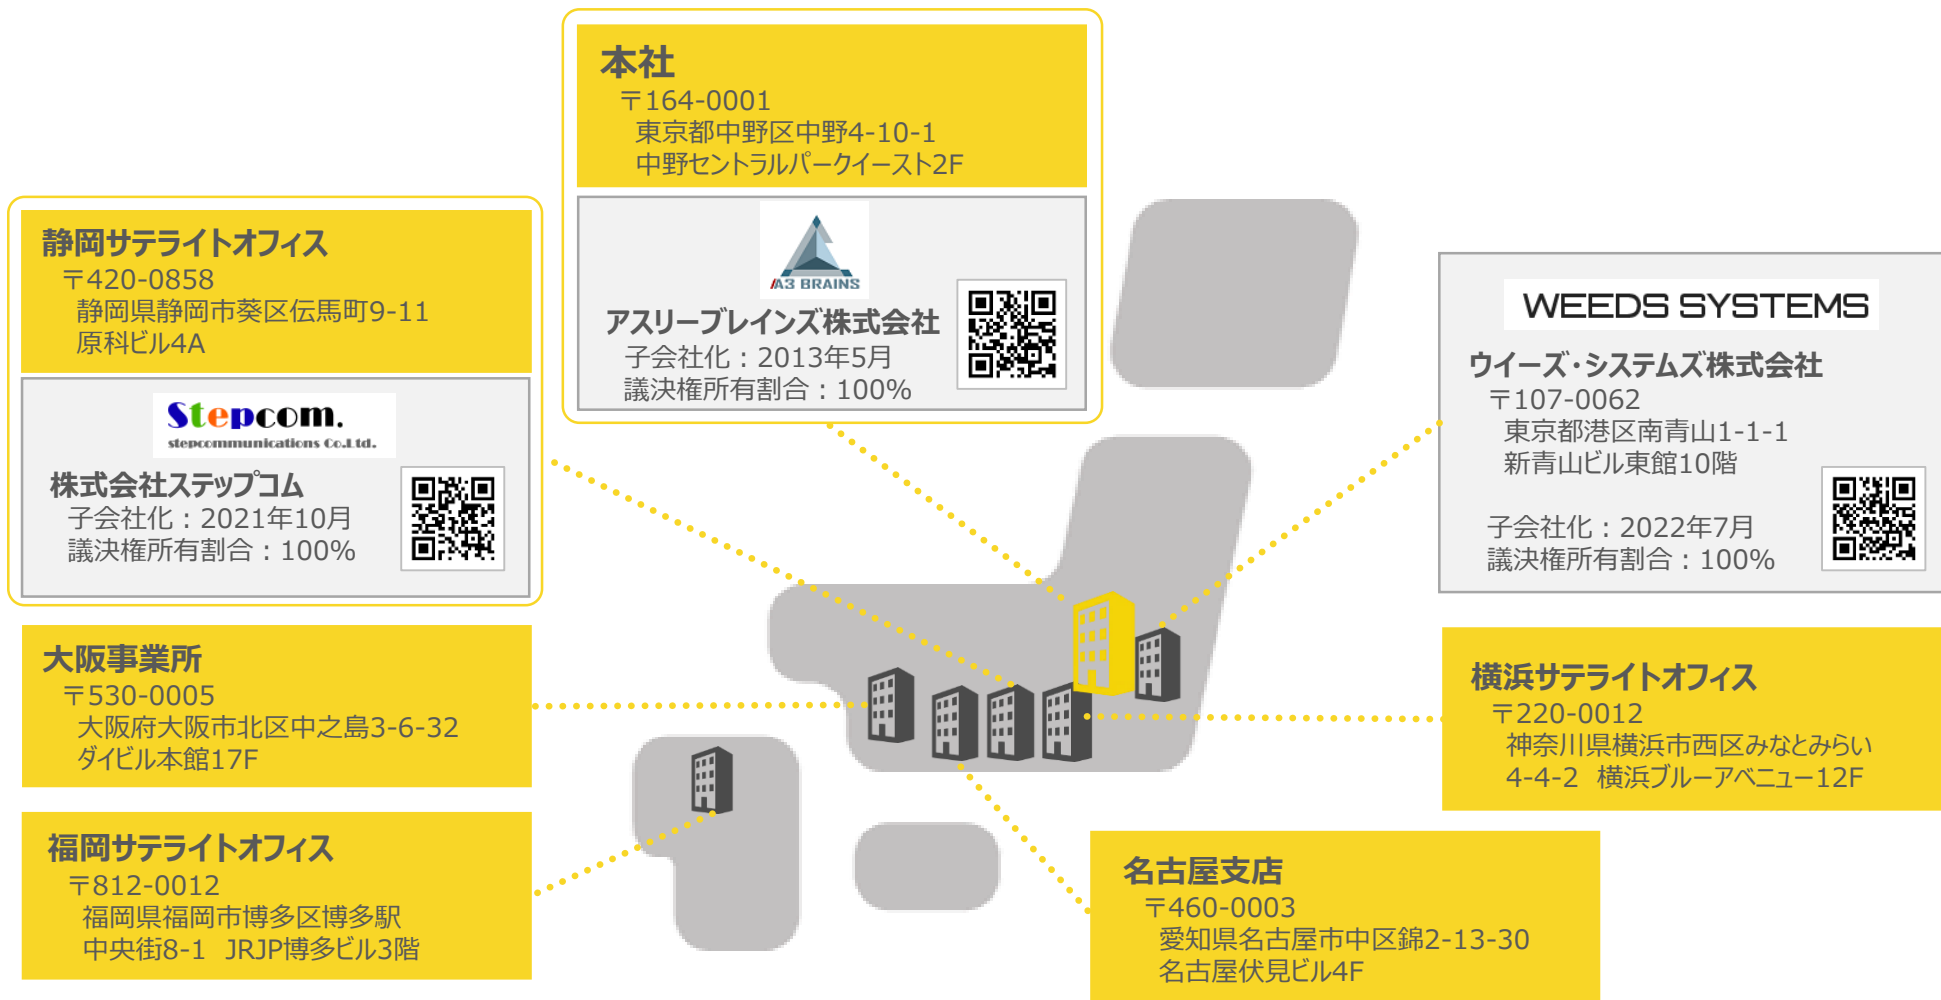 本社
〒164-0001
東京都中野区中野4-10-1
中野セントラルパークイースト2F
A3 BRAINS
アスリーブレインズ株式会社
子会社化：2013年5月
議決権所有割合：100%
静岡サテライトオフィス
〒420-0858
静岡県静岡市葵区伝馬町9-11
原科ビル4A
Stepcom.
stepcommunications Co.Ltd.
株式会社ステップコム
子会社化：2021年10月
議決権所有割合：100%
WEEDS SYSTEMS
ウイーズ・システムズ株式会社
〒107-0062
東京都港区南青山1-1-1
新青山ビル東館10階
子会社化：2022年7月
議決権所有割合：100%
大阪事業所
〒530-0005
大阪府大阪市北区中之島3-6-32
ダイビル本館17F
横浜サテライトオフィス
〒220-0012
神奈川県横浜市西区みなとみらい
4-4-2 横浜ブルーアベニュー12F
福岡サテライトオフィス
〒812-0012
福岡県福岡市博多区博多駅
中央街8-1 JRJP博多ビル3階
名古屋支店
〒460-0003
愛知県名古屋市中区錦2-13-30
名古屋伏見ビル4F